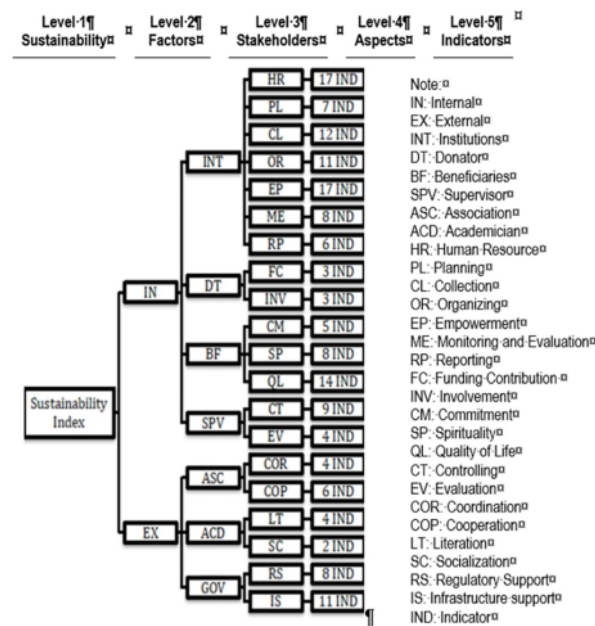 Level·1¶ ¤ Level·2¶ ¤ Level·3¶ ¤ Level·4¶ ¤ Level·5¶ ¤
Sustainability¤ Factors¤ Stakeholders¤ Aspects¤ Indicators¤
HR 17 IND
PL 7 IND
CL 12 IND
INT OR 11 IND
EP 17 IND
ME 8 IND
RP 6 IND
IN DT FC 3 IND
INV 3 IND
CM 5 IND
BF SP 8 IND
QL 14 IND
Sustainability
Index
SPV CT 9 IND
EV 4 IND
ASC COR 4 IND
COP 6 IND
EX ACD LT 4 IND
SC 2 IND
GOV RS 8 IND
IS 11 IND
¶
Note:¤
IN:·Internal¤
EX:·External¤
INT:·Institutions¤
DT:·Donator¤
BF:·Beneficiaries¤
SPV:·Supervisor¤
ASC:·Association¤
ACD:·Academician¤
HR:·Human·Resource¤
PL:·Planning¤
CL:·Collection¤
OR:·Organizing¤
EP:·Empowerment¤
ME:·Monitoring·and·Evaluation¤
RP:·Reporting¤
FC:·Funding·Contribution·¤
INV:·Involvement¤
CM:·Commitment¤
SP:·Spirituality¤
QL:·Quality·of·Life¤
CT:·Controlling¤
EV:·Evaluation¤
COR:·Coordination¤
COP:·Cooperation¤
LT:·Literation¤
SC:·Socialization¤
RS:·Regulatory·Support¤
IS:·Infrastructure·support¤
IND:·Indicator¤